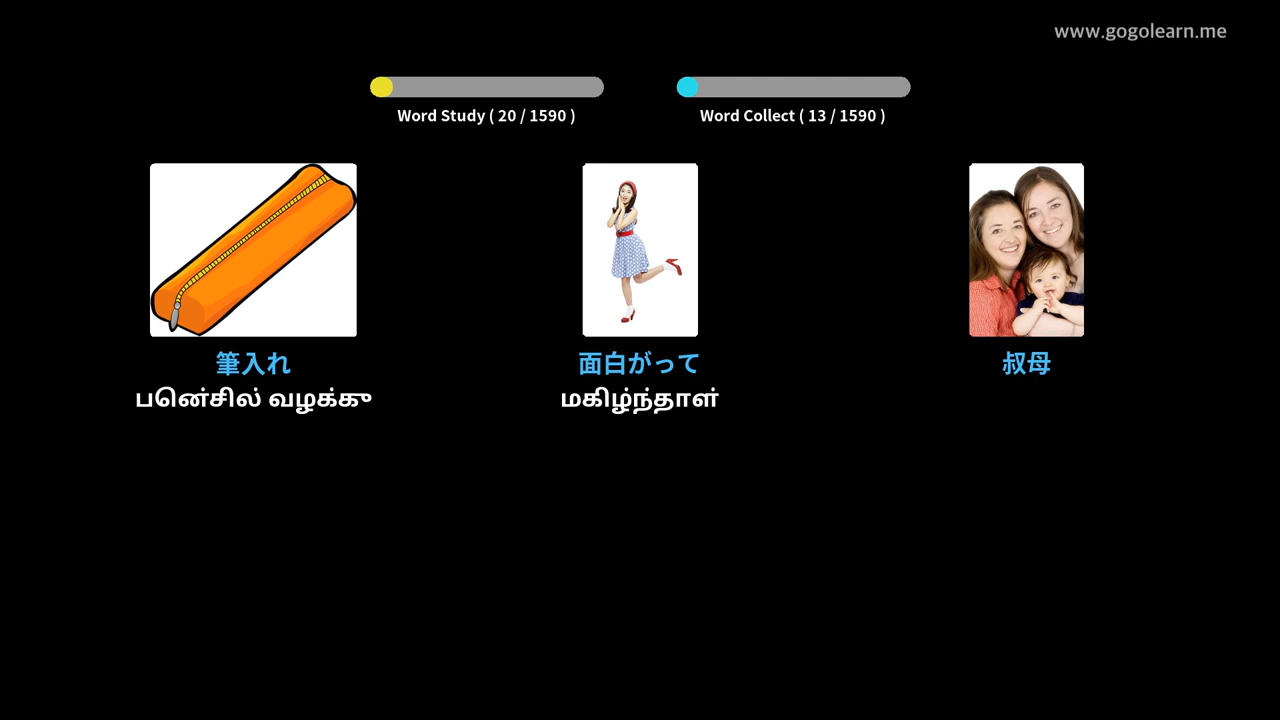 www.gogolearn.me
Word Study ( 20 / 1590 )
Word Collect ( 13 / 1590 )
筆入れ
பென்சில் வழக்கு
面白がって
மகிழ்ந்தாள்
叔母